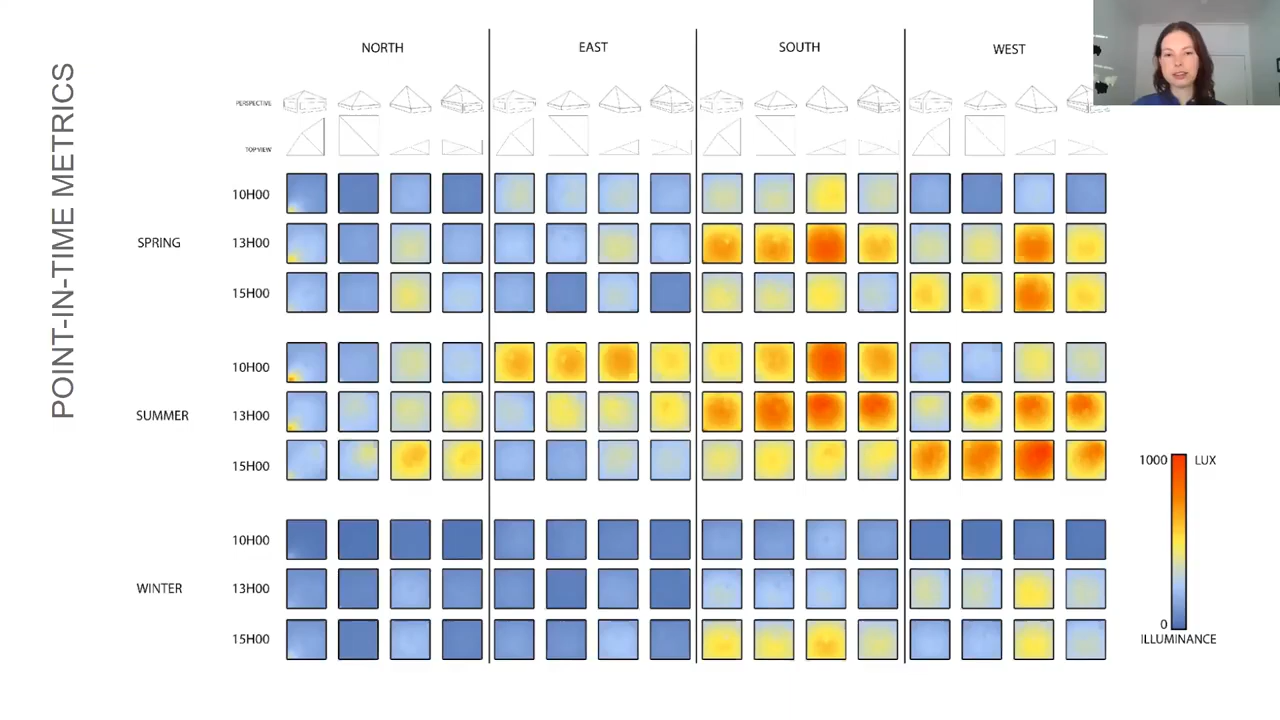 POINT-IN-TIME METRICS
NORTH EAST SOUTH WEST
PERSPECTIVE
TOP VIEW
SPRING
10H00
13H00
15H00
SUMMER
10H00
13H00
15H00
WINTER
10H00
13H00
15H00
1000 LUX
0
ILLUMINANCE